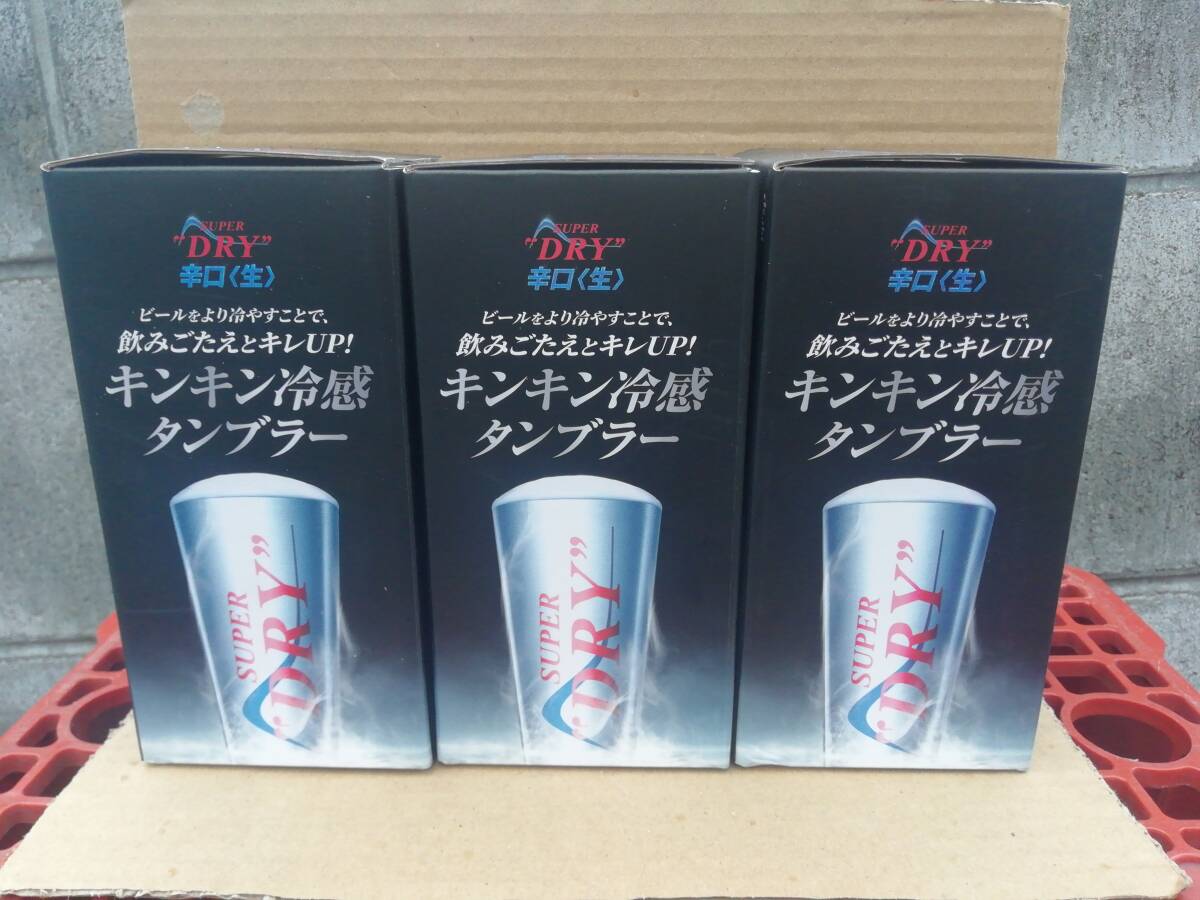 SUPER
"DRY"
辛口〈生〉
ビールをより冷やすことで、
飲みごたえとキレUP!
キンキン冷感
タンブラー
SUPER
"DRY"
SUPER
"DRY"
辛口〈生〉
ビールをより冷やすことで、
飲みごたえとキレUP!
キンキン冷感
タンブラー
SUPER
"DRY"
SUPER
"DRY"
辛口〈生〉
ビールをより冷やすことで、
飲みごたえとキレUP!
キンキン冷感
タンブラー
SUPER
"DRY"